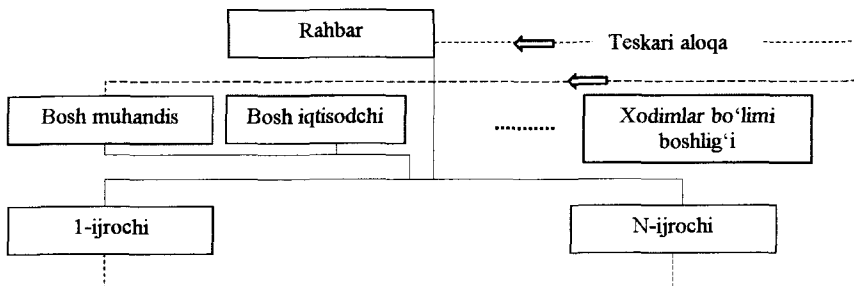 Rahbar
Teskari aloqa
Bosh muhandis
Bosh iqtisodchi
Xodimlar bo‘limi
boshlig‘i
1-ijrochi
N-ijrochi